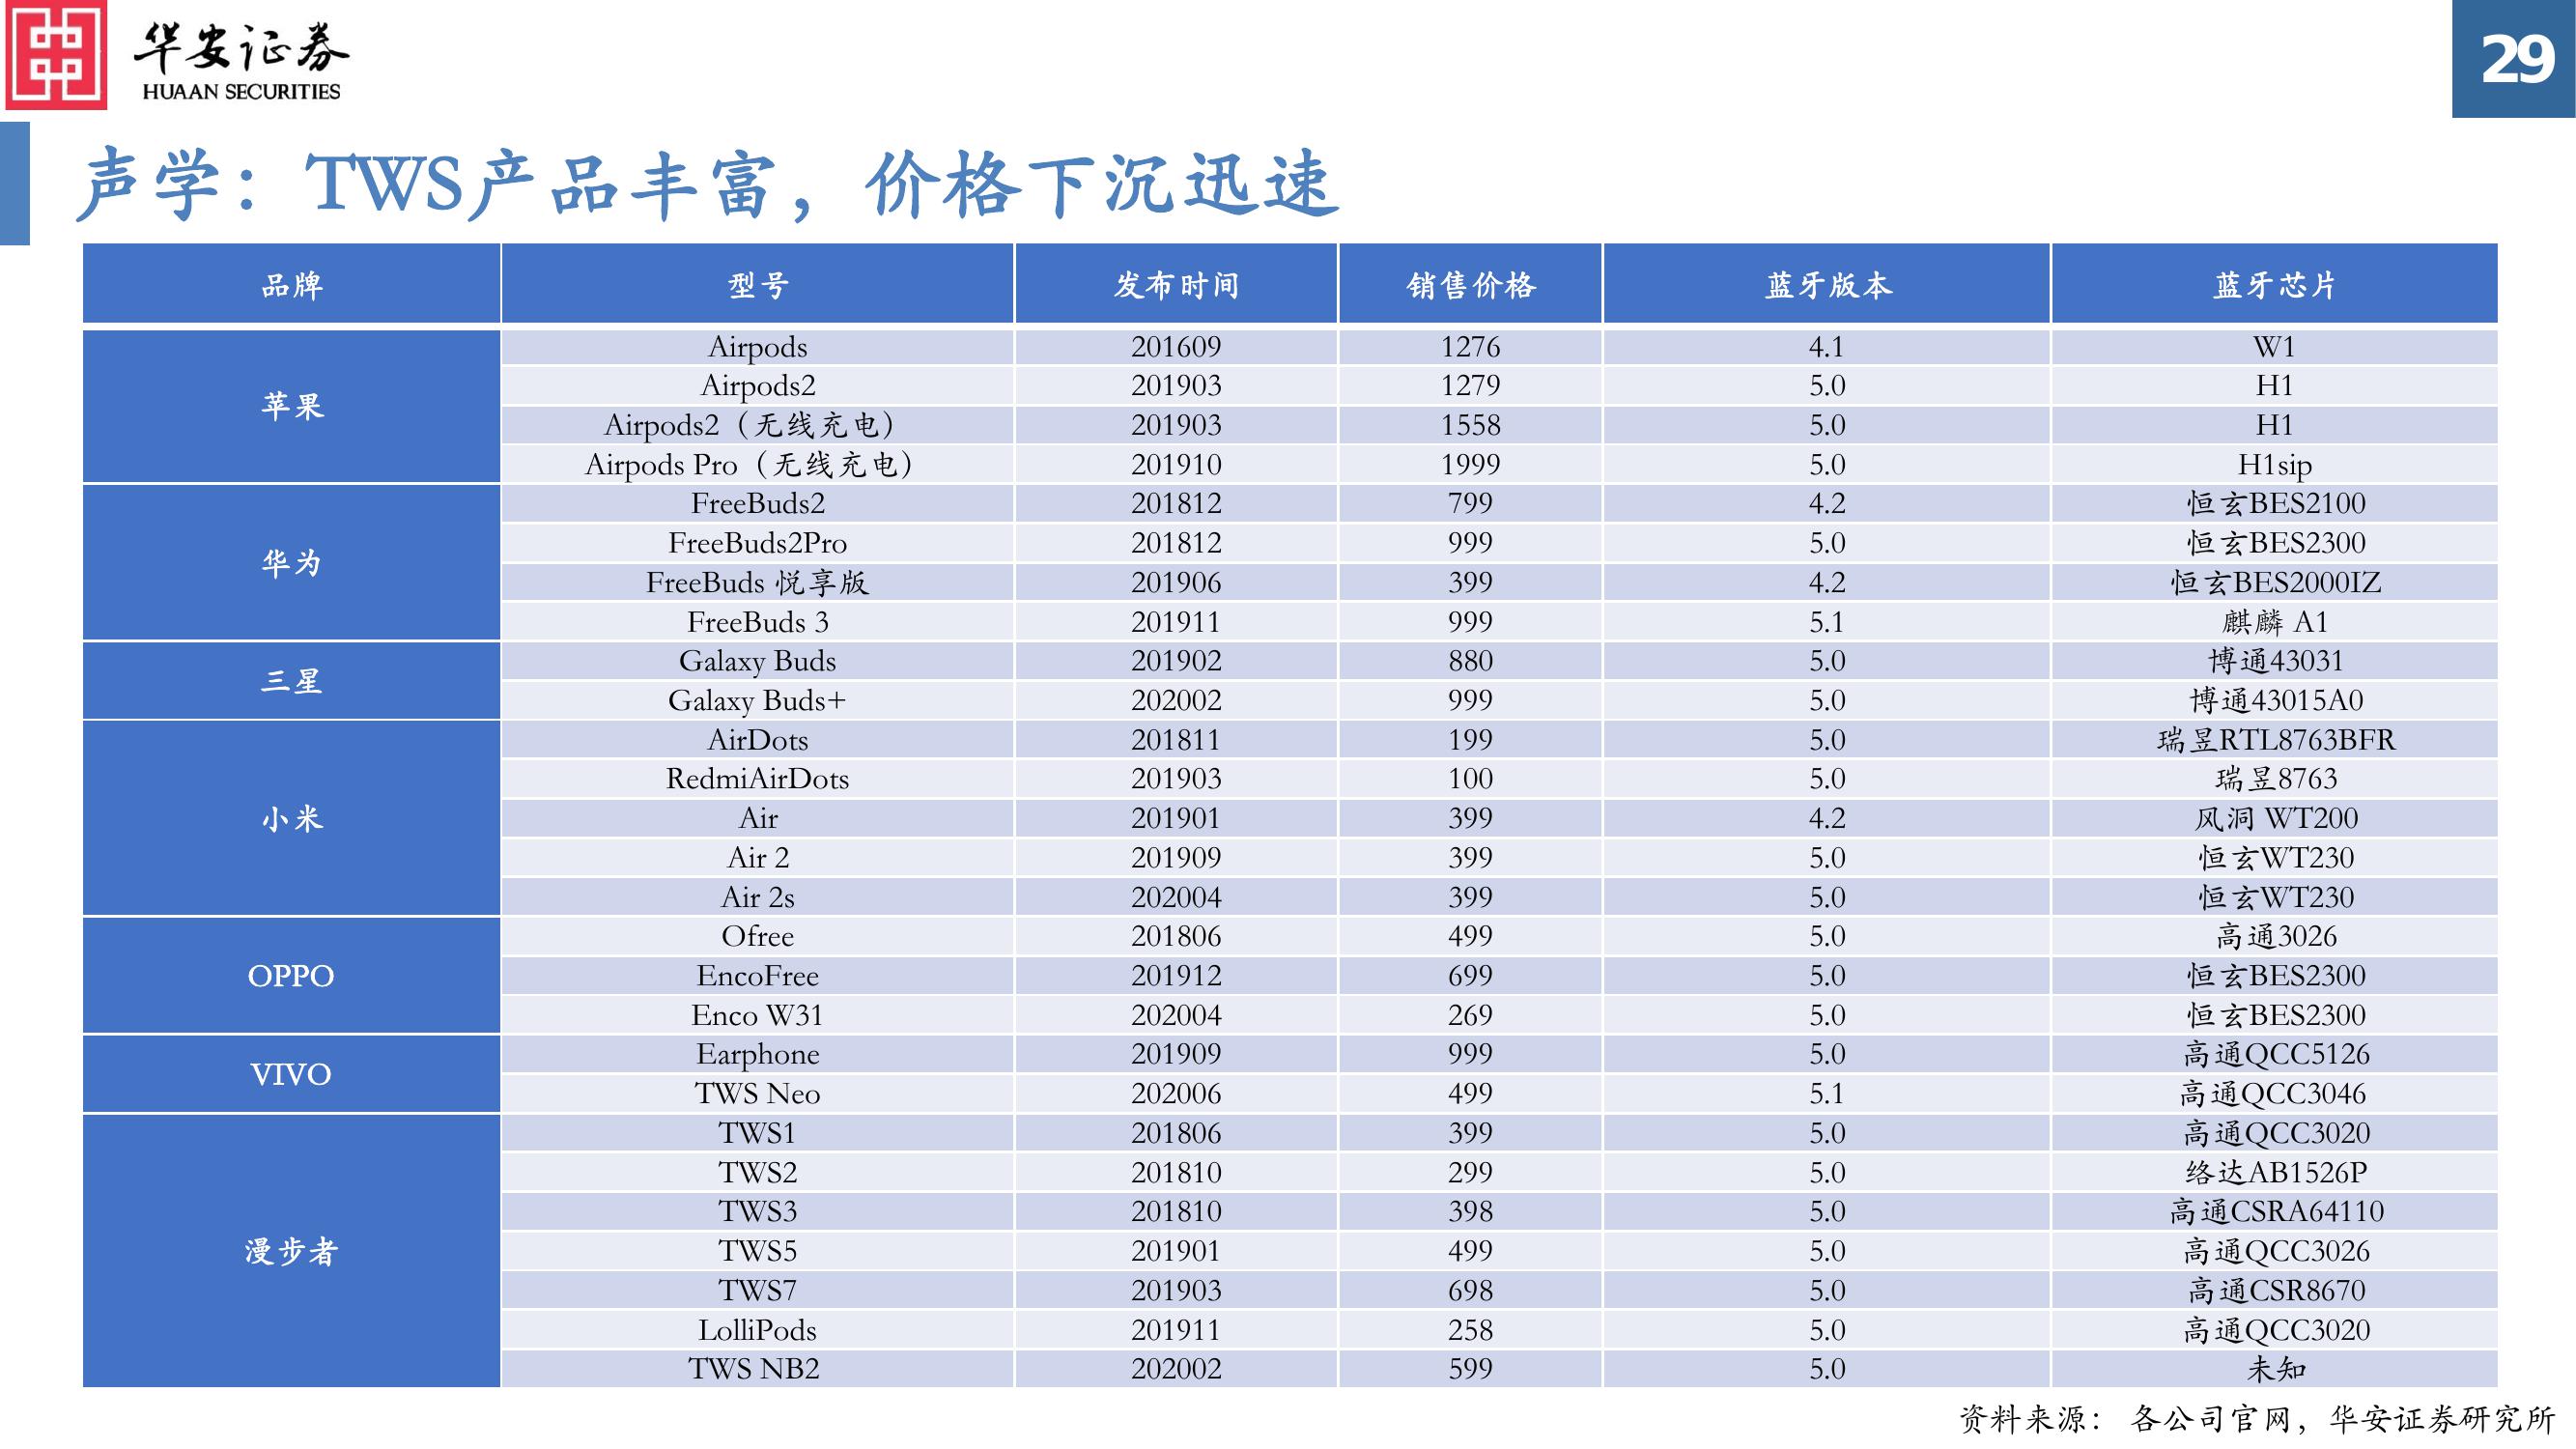 华安证券
HUAAN SECURITIES
29
声学：TWS产品丰富，价格下沉迅速
品牌 型号 发布时间 销售价格 蓝牙版本 蓝牙芯片
苹果
Airpods 201609 1276 4.1 W1
Airpods2 201903 1279 5.0 H1
Airpods2（无线充电） 201903 1558 5.0 H1
Airpods Pro（无线充电） 201910 1999 5.0 H1sip
华为
FreeBuds2 201812 799 4.2 恒玄BES2100
FreeBuds2Pro 201812 999 5.0 恒玄BES2300
FreeBuds 悦享版 201906 399 4.2 恒玄BES2000IZ
FreeBuds 3 201911 999 5.1 麒麟 A1
三星
Galaxy Buds 201902 880 5.0 博通43031
Galaxy Buds+ 202002 999 5.0 博通43015A0
小米
AirDots 201811 199 5.0 瑞昱RTL8763BFR
RedmiAirDots 201903 100 5.0 瑞昱8763
Air 201901 399 4.2 风洞 WT200
Air 2 201909 399 5.0 恒玄WT230
Air 2s 202004 399 5.0 恒玄WT230
OPPO
Ofree 201806 499 5.0 高通3026
EncoFree 201912 699 5.0 恒玄BES2300
Enco W31 202004 269 5.0 恒玄BES2300
VIVO
Earphone 201909 999 5.0 高通QCC5126
TWS Neo 202006 499 5.1 高通QCC3046
漫步者
TWS1 201806 399 5.0 高通QCC3020
TWS2 201810 299 5.0 络达AB1526P
TWS3 201810 398 5.0 高通CSRA64110
TWS5 201901 499 5.0 高通QCC3026
TWS7 201903 698 5.0 高通CSR8670
LolliPods 201911 258 5.0 高通QCC3020
TWS NB2 202002 599 5.0 未知
资料来源： 各公司官网，华安证券研究所